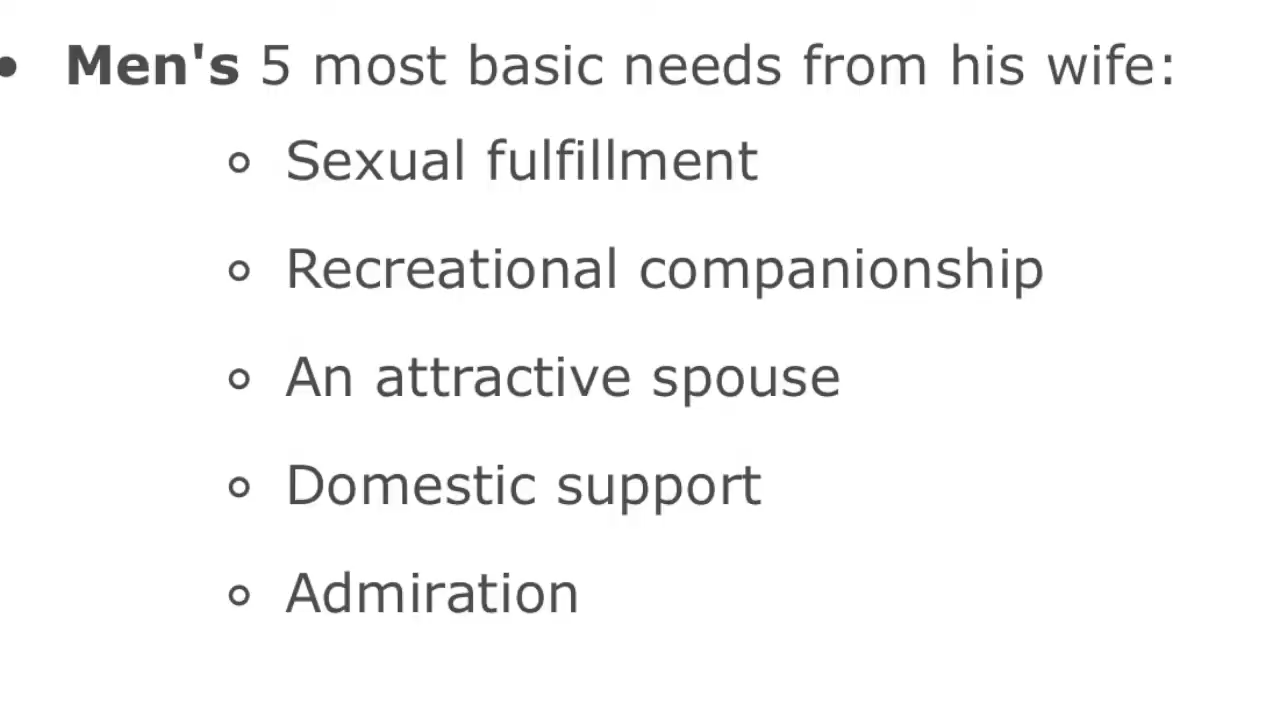 • Men's 5 most basic needs from his wife:
◦ Sexual fulfillment
◦ Recreational companionship
◦ An attractive spouse
◦ Domestic support
◦ Admiration